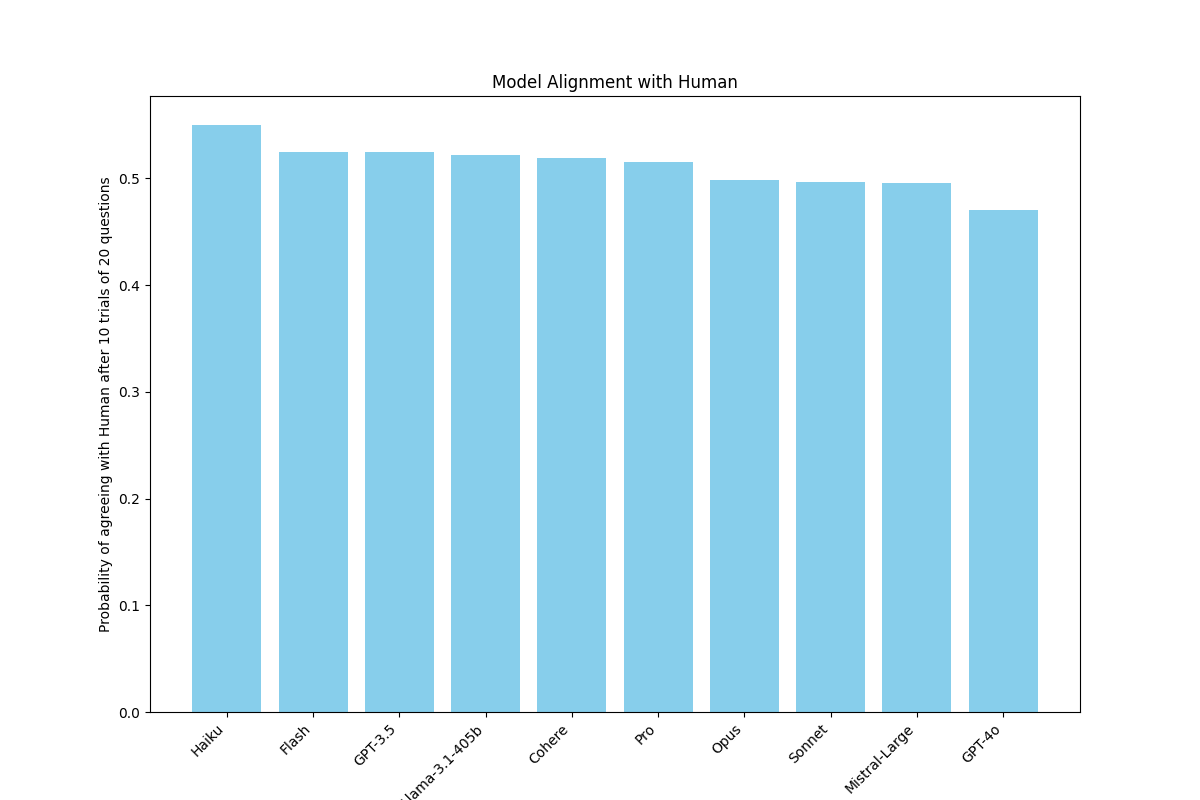 Model Alignment with Human
Probability of agreeing with Human after 10 trials of 20 questions
0.5
0.4
0.3
0.2
0.1
0.0
Haiku
Flash
GPT-3.5
lama-3.1-405b
Cohere
Pro
Opus
Sonnet
Mistral-Large
GPT-4o